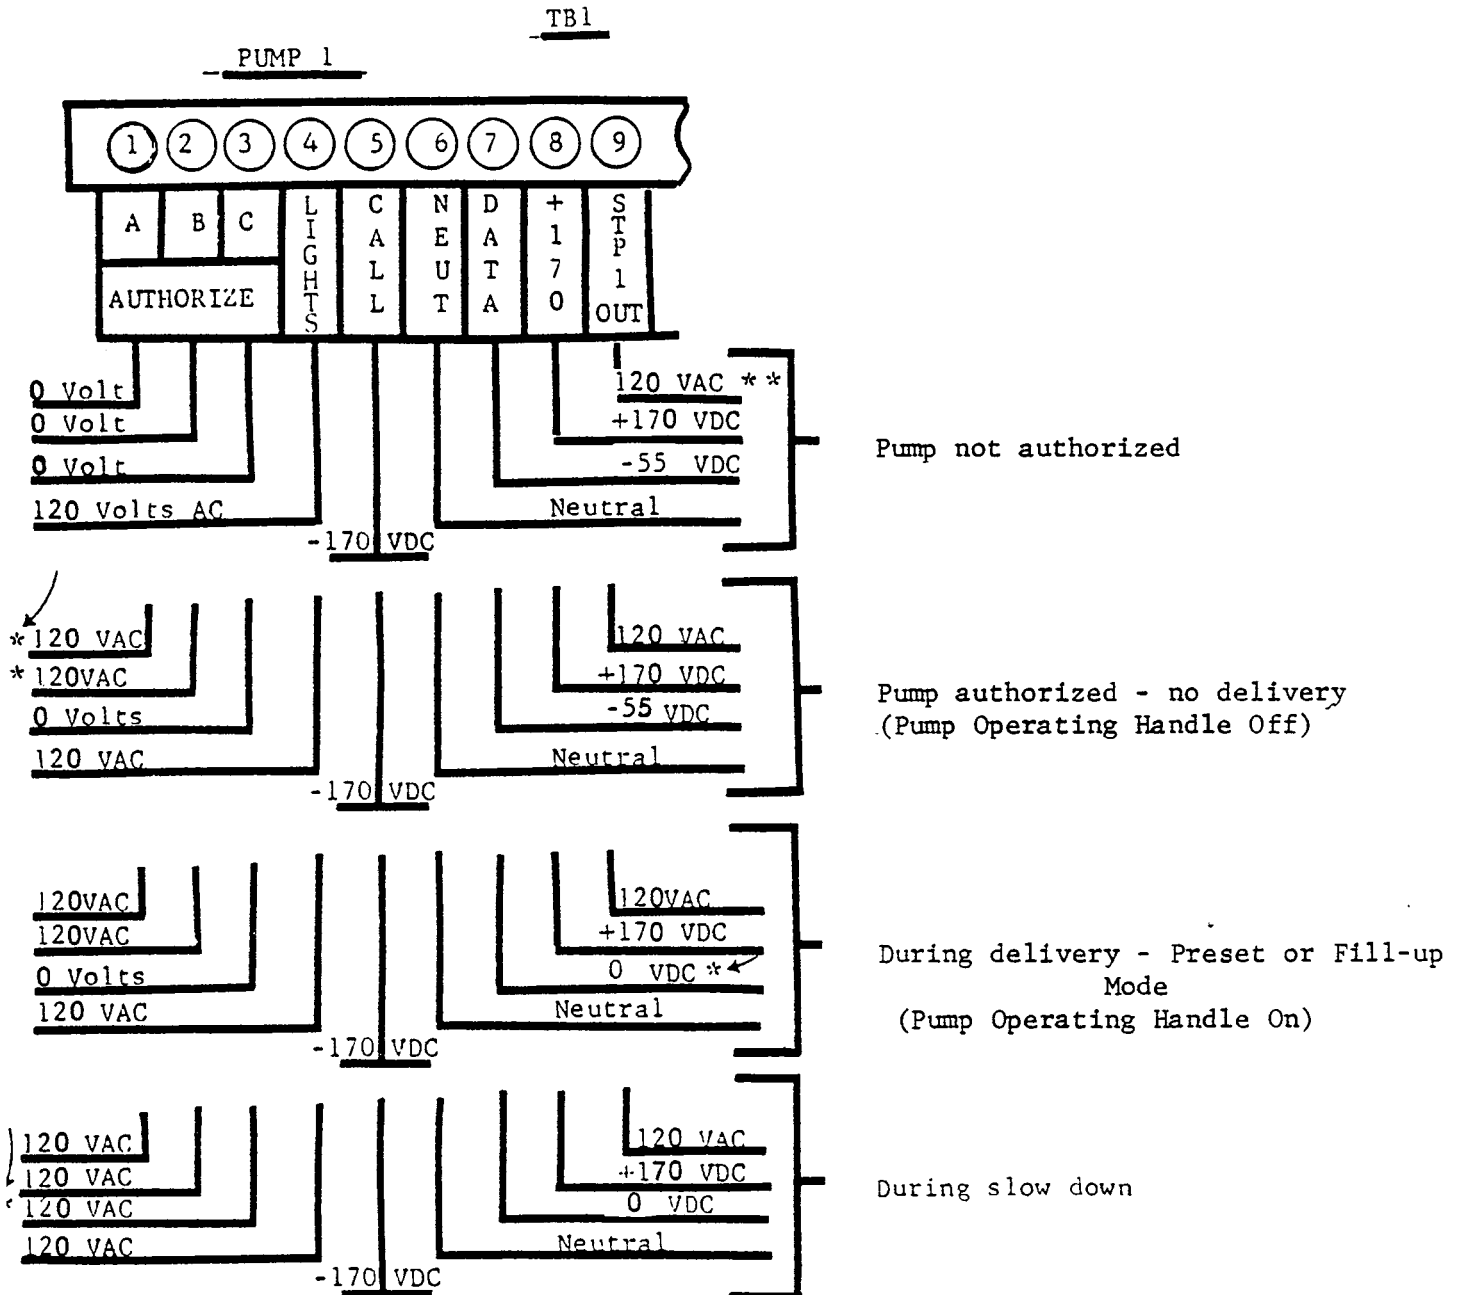 TB1
PUMP 1
1 2 3 4 5 6 7 8 9
A B C
AUTHORIZE
LIGHTS
CALL
NEUT
DATA
+170
STP 1 OUT
0 Volt
0 Volt
0 Volt
120 Volts AC
-170 VDC
120 VAC **
+170 VDC
-55 VDC
Neutral
Pump not authorized
* 120 VAC
* 120VAC
0 Volts
120 VAC
-170 VDC
120 VAC
+170 VDC
-55 VDC
Neutral
Pump authorized - no delivery
(Pump Operating Handle Off)
120VAC
120VAC
0 Volts
120 VAC
-170 VDC
120VAC
+170 VDC
0 VDC *
Neutral
During delivery - Preset or Fill-up
Mode
(Pump Operating Handle On)
120 VAC
120 VAC
120 VAC
120 VAC
-170 VDC
120 VAC
+170 VDC
0 VDC
Neutral
During slow down